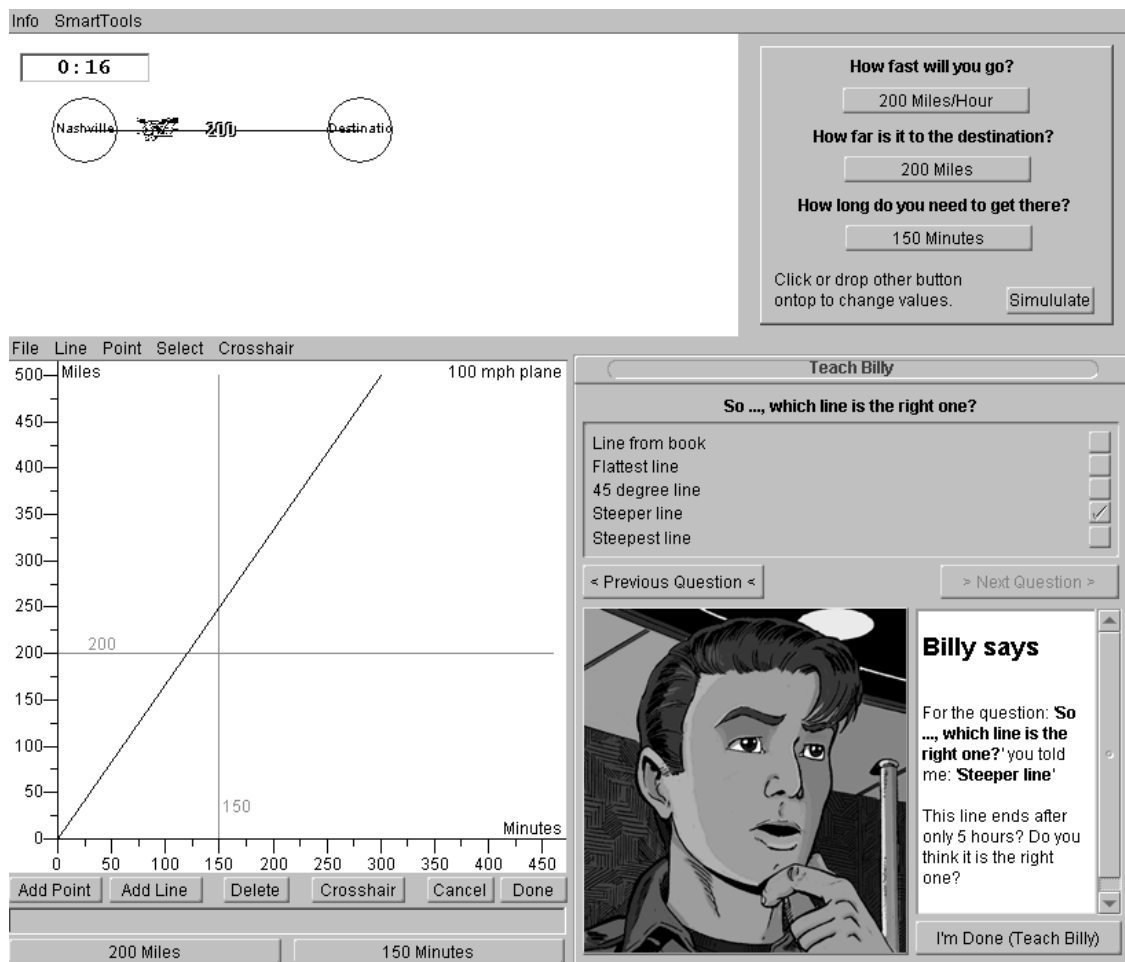 Info SmartTools
0:16
Nashville
200
Destinatio
How fast will you go?
200 Miles/Hour
How far is it to the destination?
200 Miles
How long do you need to get there?
150 Minutes
Click or drop other button
ontop to change values.
Simululate
File Line Point Select Crosshair
Miles
100 mph plane
500
450
400
350
300
250
200
150
100
50
0
200
150
Minutes
0 50 100 150 200 250 300 350 400 450
Add Point Add Line Delete Crosshair Cancel Done
200 Miles 150 Minutes
Teach Billy
So ..., which line is the right one?
Line from book
Flattest line
45 degree line
Steeper line
Steepest line
< Previous Question < > Next Question >
Billy says
For the question: 'So
..., which line is the
right one?' you told
me: 'Steeper line'
This line ends after
only 5 hours? Do you
think it is the right
one?
I'm Done (Teach Billy)